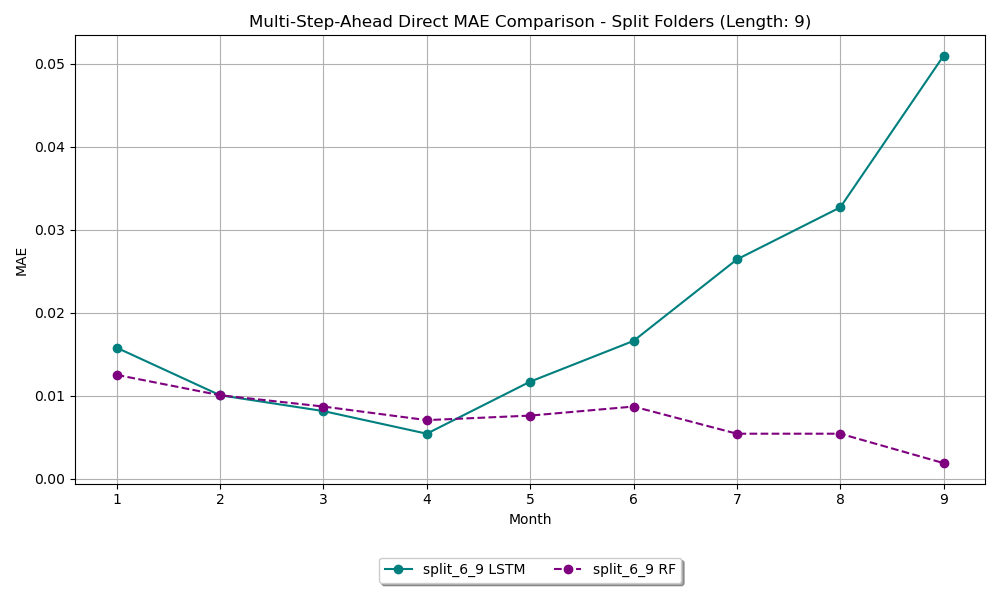 Multi-Step-Ahead Direct MAE Comparison - Split Folders (Length: 9)
0.05
0.04
0.03
0.02
0.01
0.00
MAE
1 2 3 4 5 6 7 8 9
Month
split_6_9 LSTM split_6_9 RF